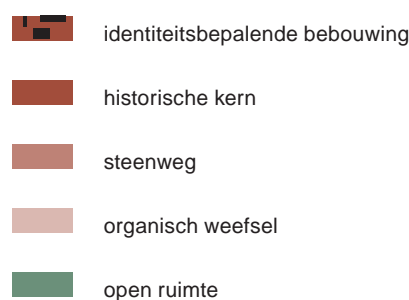 identiteitsbepalende bebouwing
historische kern
steenweg
organisch weefsel
open ruimte